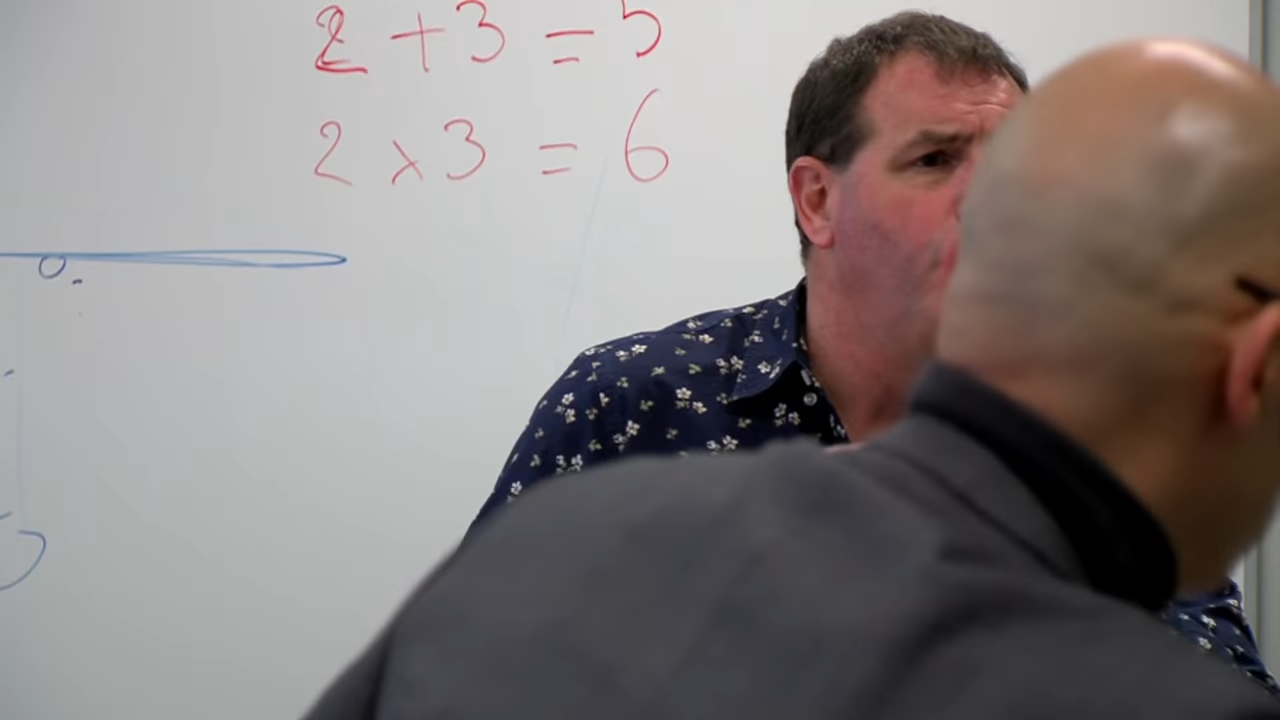 2 + 3 = 5
2 x 3 = 6